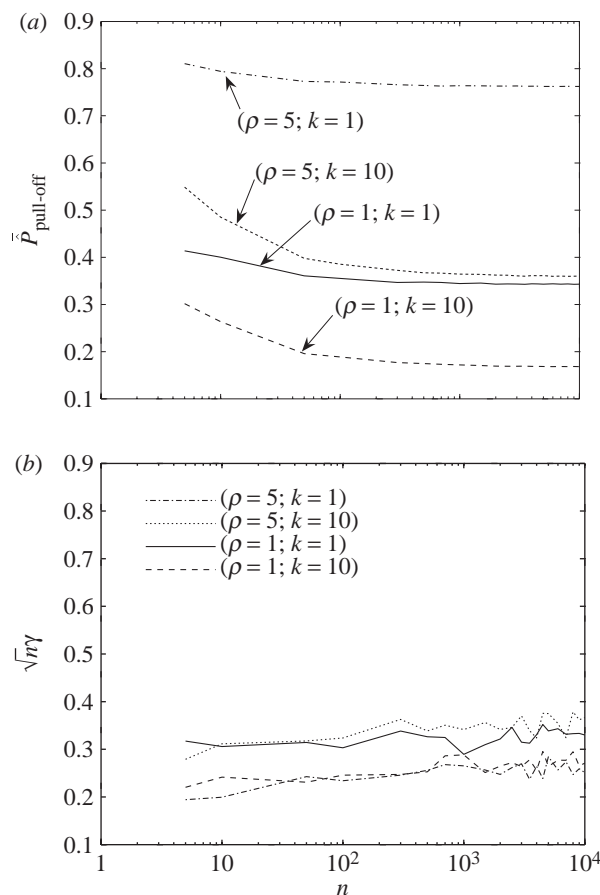 (a)
0.9
0.8
0.7
0.6
0.5
0.4
0.3
0.2
0.1
P̂̄pull-off
(ρ = 5; k = 1)
(ρ = 5; k = 10)
(ρ = 1; k = 1)
(ρ = 1; k = 10)
(b)
0.9
0.8
0.7
0.6
0.5
0.4
0.3
0.2
0.1
√nγ
(ρ = 5; k = 1)
(ρ = 5; k = 10)
(ρ = 1; k = 1)
(ρ = 1; k = 10)
1 10 10² 10³ 10⁴
n